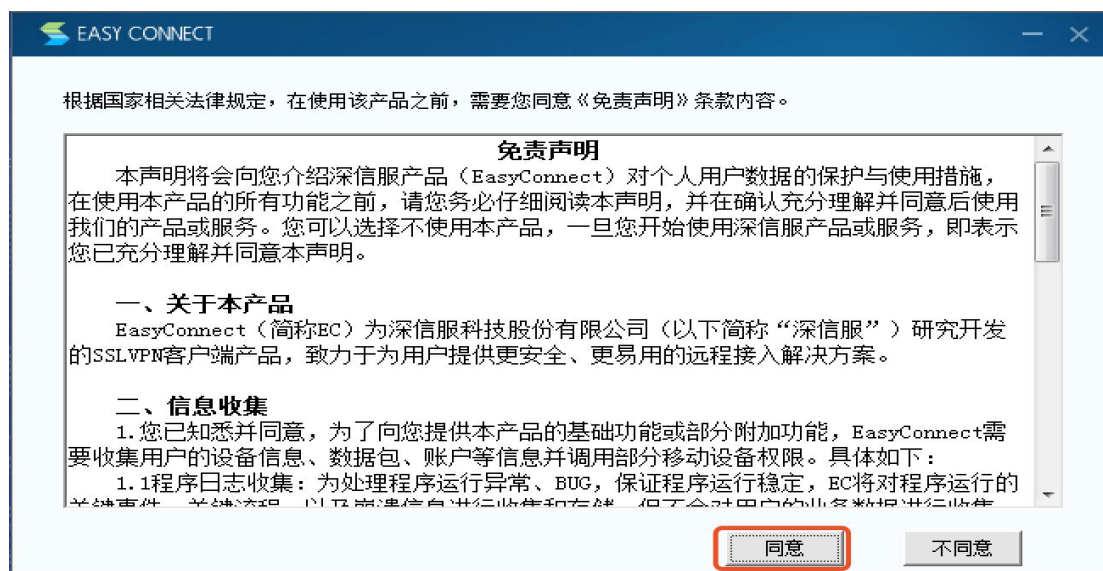 EASY CONNECT
根据国家相关法律规定，在使用该产品之前，需要您同意《免责声明》条款内容。
免责声明
本声明将会向您介绍深信服产品（EasyConnect）对个人用户数据的保护与使用措施，
在使用本产品的所有功能之前，请您务必仔细阅读本声明，并在确认充分理解并同意后使用
我们的产品或服务。您可以选择不使用本产品，一旦您开始使用深信服产品或服务，即表示
您已充分理解并同意本声明。
一、关于本产品
EasyConnect（简称EC）为深信服科技股份有限公司（以下简称“深信服”）研究开发
的SSLVPN客户端产品，致力于为用户提供更安全、更易用的远程接入解决方案。
二、信息收集
1.您已知悉并同意，为了向您提供本产品的基础功能或部分附加功能，EasyConnect需
要收集用户的设备信息、数据包、账户等信息并调用部分移动设备权限。具体如下：
1.1程序日志收集：为处理程序运行异常、BUG，保证程序运行稳定，EC将对程序运行的
同意
不同意